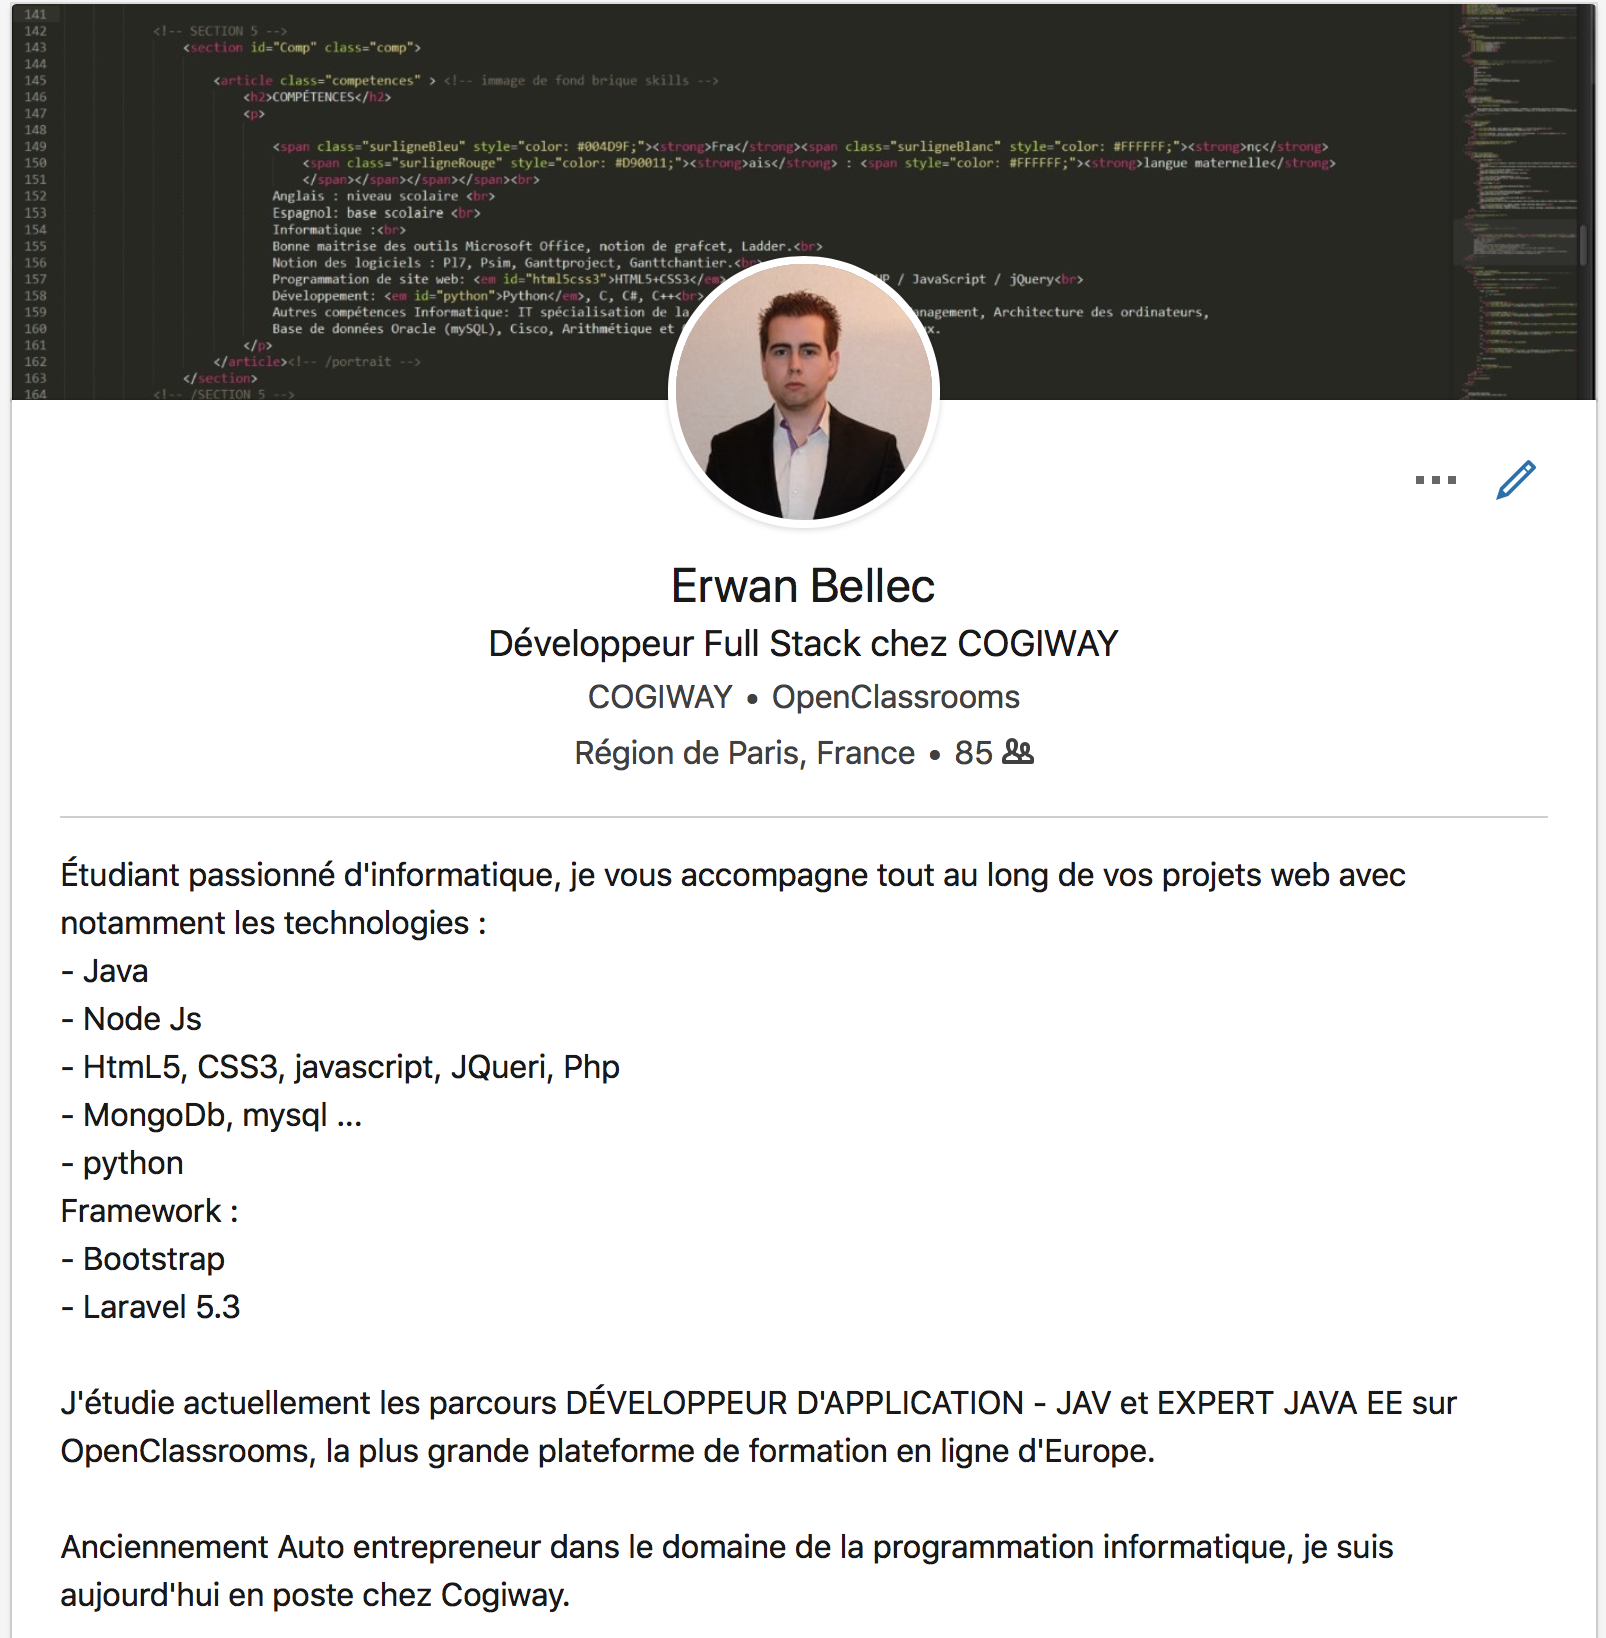 141
142 <!-- SECTION 5 -->
143 <section id="Comp" class="comp">
144
145 <article class="competences" > <!-- immage de fond brique skills -->
146 <h2>COMPÉTENCES</h2>
147 <p>
148
149 <span class="surligneBleu" style="color: #004D9F;"><strong>Fra</strong><span class="surligneBlanc" style="color: #FFFFFF;"><strong>nç</strong>
150 <span class="surligneRouge" style="color: #D90011;"><strong>ais</strong> : <span style="color: #FFFFFF;"><strong>langue maternelle</strong>
151 </span></span></span></span><br>
152 Anglais : niveau scolaire <br>
153 Espagnol: base scolaire <br>
154 Informatique :<br>
155 Bonne maitrise des outils Microsoft Office, notion de grafcet, Ladder.<br>
156 Notion des logiciels : Pl7, Psim, Ganttproject, Ganttchantier.<br>
157 Programmation de site web: <em id="html5css3">HTML5+CSS3</em> / JavaScript / jQuery<br>
158 Développement: <em id="python">Python</em>, C, C#, C++<br>
159 Autres compétences Informatique: IT spécialisation de la Architecture des ordinateurs,
160 Base de données Oracle (mySQL), Cisco, Arithmétique et
161 </p>
162 </article><!-- /portrait -->
163 </section>
164 <!-- /SECTION 5 -->
Erwan Bellec
Développeur Full Stack chez COGIWAY
COGIWAY • OpenClassrooms
Région de Paris, France • 85
Étudiant passionné d'informatique, je vous accompagne tout au long de vos projets web avec
notamment les technologies :
- Java
- Node Js
- HtmL5, CSS3, javascript, JQueri, Php
- MongoDb, mysql ...
- python
Framework :
- Bootstrap
- Laravel 5.3
J'étudie actuellement les parcours DÉVELOPPEUR D'APPLICATION - JAV et EXPERT JAVA EE sur
OpenClassrooms, la plus grande plateforme de formation en ligne d'Europe.
Anciennement Auto entrepreneur dans le domaine de la programmation informatique, je suis
aujourd'hui en poste chez Cogiway.